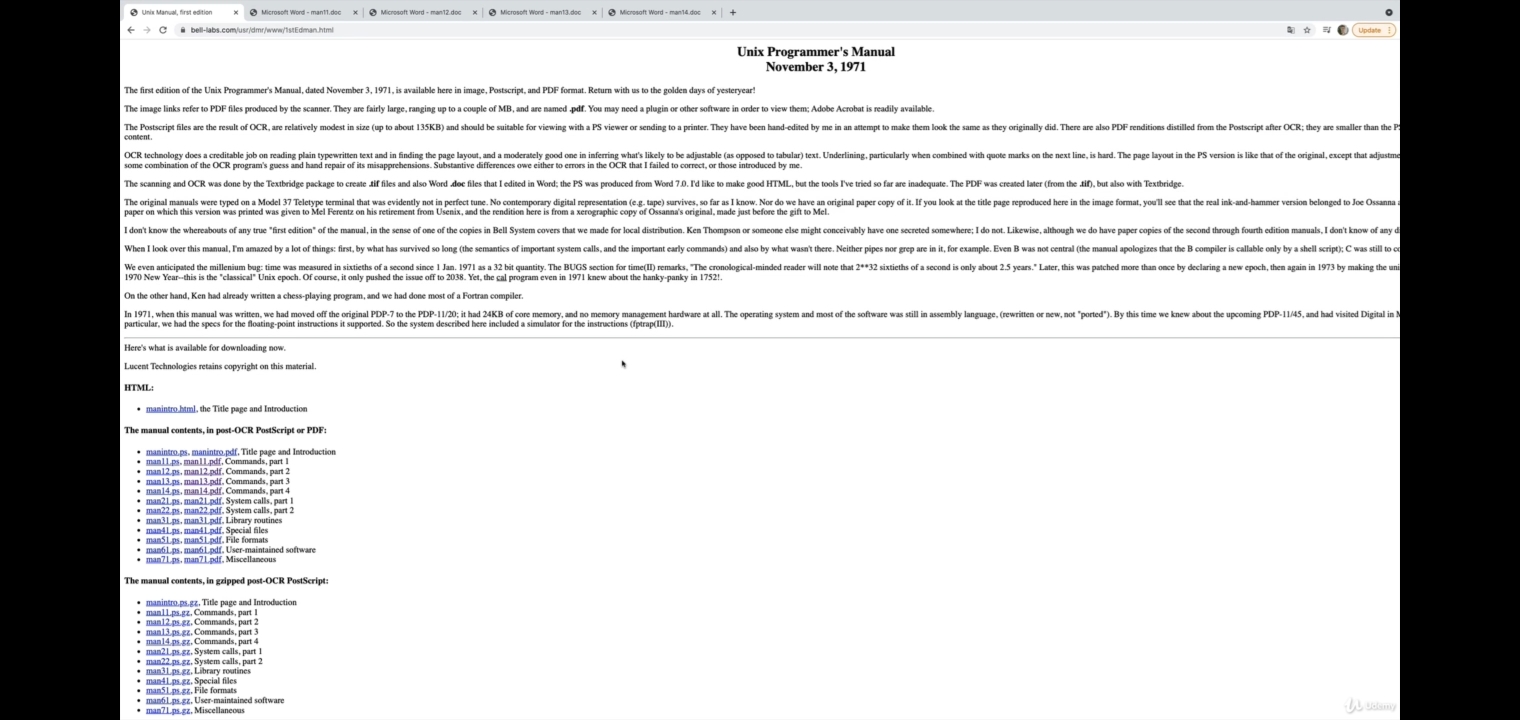 Unix Manual, first edition
Microsoft Word - man11.doc
Microsoft Word - man12.doc
Microsoft Word - man13.doc
Microsoft Word - man14.doc
bell-labs.com/usr/dmr/www/1stEdman.html
Update
Unix Programmer's Manual
November 3, 1971
The first edition of the Unix Programmer's Manual, dated November 3, 1971, is available here in image, Postscript, and PDF format. Return with us to the golden days of yesteryear!
The image links refer to PDF files produced by the scanner. They are fairly large, ranging up to a couple of MB, and are named .pdf. You may need a plugin or other software in order to view them; Adobe Acrobat is readily available.
The Postscript files are the result of OCR, are relatively modest in size (up to about 135KB) and should be suitable for viewing with a PS viewer or sending to a printer. They have been hand-edited by me in an attempt to make them look the same as they originally did. There are also PDF renditions distilled from the Postscript after OCR; they are smaller than the
content.
OCR technology does a creditable job on reading plain typewritten text and in finding the page layout, and a moderately good one in inferring what's likely to be adjustable (as opposed to tabular) text. Underlining, particularly when combined with quote marks on the next line, is hard. The page layout in the PS version is like that of the original, except that
some combination of the OCR program's guess and hand repair of its misapprehensions. Substantive differences owe either to errors in the OCR that I failed to correct, or those introduced by me.
The scanning and OCR was done by the Textbridge package to create .tif files and also Word .doc files that I edited in Word; the PS was produced from Word 7.0. I'd like to make good HTML, but the tools I've tried so far are inadequate. The PDF was created later (from the .tif), but also with Textbridge.
The original manuals were typed on a Model 37 Teletype terminal that was evidently not in perfect tune. No contemporary digital representation (e.g. tape) survives, so far as I know. Nor do we have an original paper copy of it. If you look at the title page reproduced here in the image format, you'll see that the real ink-and-hammer version belonged to Joe Ossanna
paper on which this version was printed was given to Mel Ferentz on his retirement from Usenix, and the rendition here is from a xerographic copy of Ossanna's original, made just before the gift to Mel.
I don't know the whereabouts of any true "first edition" of the manual, in the sense of one of the copies in Bell System covers that we made for local distribution. Ken Thompson or someone else might conceivably have one secreted somewhere; I do not. Likewise, although we do have paper copies of the second through fourth edition manuals, I don't know of any
When I look over this manual, I'm amazed by a lot of things: first, by what has survived so long (the semantics of important system calls, and the important early commands) and also by what wasn't there. Neither pipes nor grep are in it, for example. Even B was not central (the manual apologizes that the B compiler is callable only by a shell script); C was still to
We even anticipated the millenium bug: time was measured in sixtieths of a second since 1 Jan. 1971 as a 32 bit quantity. The BUGS section for time(II) remarks, "The cronological-minded reader will note that 2**32 sixtieths of a second is only about 2.5 years." Later, this was patched more than once by declaring a new epoch, then again in 1973 by making the
1970 New Year--this is the "classical" Unix epoch. Of course, it only pushed the issue off to 2038. Yet, the cal program even in 1971 knew about the hanky-panky in 1752!.
On the other hand, Ken had already written a chess-playing program, and we had done most of a Fortran compiler.
In 1971, when this manual was written, we had moved off the original PDP-7 to the PDP-11/20; it had 24KB of core memory, and no memory management hardware at all. The operating system and most of the software was still in assembly language, (rewritten or new, not "ported"). By this time we knew about the upcoming PDP-11/45, and had visited Digital in
particular, we had the specs for the floating-point instructions it supported. So the system described here included a simulator for the instructions (fptrap(III)).
Here's what is available for downloading now.
Lucent Technologies retains copyright on this material.
HTML:
• manintro.html, the Title page and Introduction
The manual contents, in post-OCR PostScript or PDF:
• manintro.ps, manintro.pdf, Title page and Introduction
• man11.ps, man11.pdf, Commands, part 1
• man12.ps, man12.pdf, Commands, part 2
• man13.ps, man13.pdf, Commands, part 3
• man14.ps, man14.pdf, Commands, part 4
• man21.ps, man21.pdf, System calls, part 1
• man22.ps, man22.pdf, System calls, part 2
• man31.ps, man31.pdf, Library routines
• man41.ps, man41.pdf, Special files
• man51.ps, man51.pdf, File formats
• man61.ps, man61.pdf, User-maintained software
• man71.ps, man71.pdf, Miscellaneous
The manual contents, in gzipped post-OCR PostScript:
• manintro.ps.gz, Title page and Introduction
• man11.ps.gz, Commands, part 1
• man12.ps.gz, Commands, part 2
• man13.ps.gz, Commands, part 3
• man14.ps.gz, Commands, part 4
• man21.ps.gz, System calls, part 1
• man22.ps.gz, System calls, part 2
• man31.ps.gz, Library routines
• man41.ps.gz, Special files
• man51.ps.gz, File formats
• man61.ps.gz, User-maintained software
• man71.ps.gz, Miscellaneous
Udemy